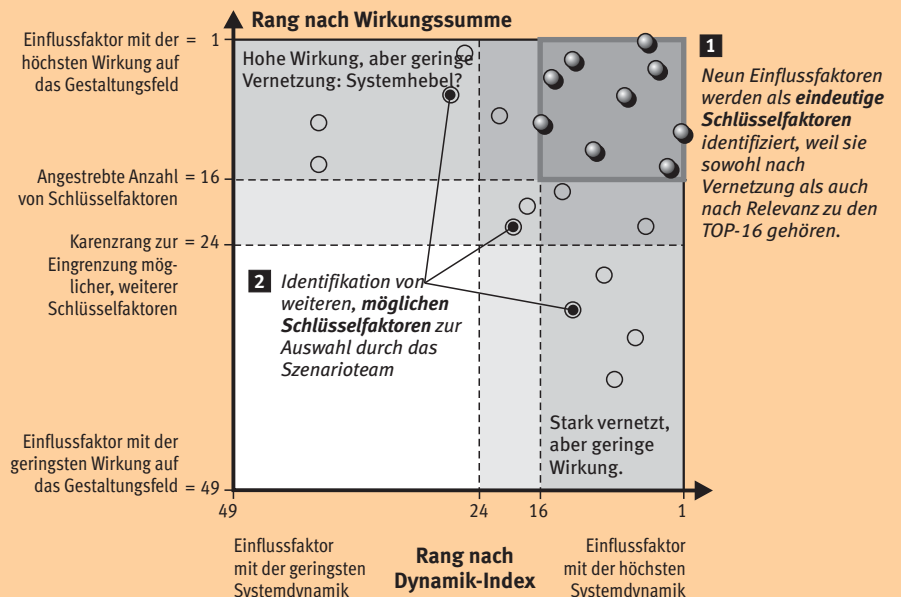 Rang nach Wirkungssumme
Einflussfaktor mit der = 1
höchsten Wirkung auf
das Gestaltungsfeld
Hohe Wirkung, aber geringe
Vernetzung: Systemhebel?
1
Neun Einflussfaktoren
werden als eindeutige
Schlüsselfaktoren
identifiziert, weil sie
sowohl nach
Vernetzung als auch
nach Relevanz zu den
TOP-16 gehören.
Angestrebte Anzahl = 16
von Schlüsselfaktoren
Karenzrang zur = 24
Eingrenzung mög-
licher, weiterer
Schlüsselfaktoren
2 Identifikation von
weiteren, möglichen
Schlüsselfaktoren zur
Auswahl durch das
Szenarioteam
Stark vernetzt,
aber geringe
Wirkung.
Einflussfaktor mit der
geringsten Wirkung auf
das Gestaltungsfeld = 49
49 24 16 1
Einflussfaktor
mit der geringsten
Systemdynamik
Rang nach
Dynamik-Index
Einflussfaktor
mit der höchsten
Systemdynamik